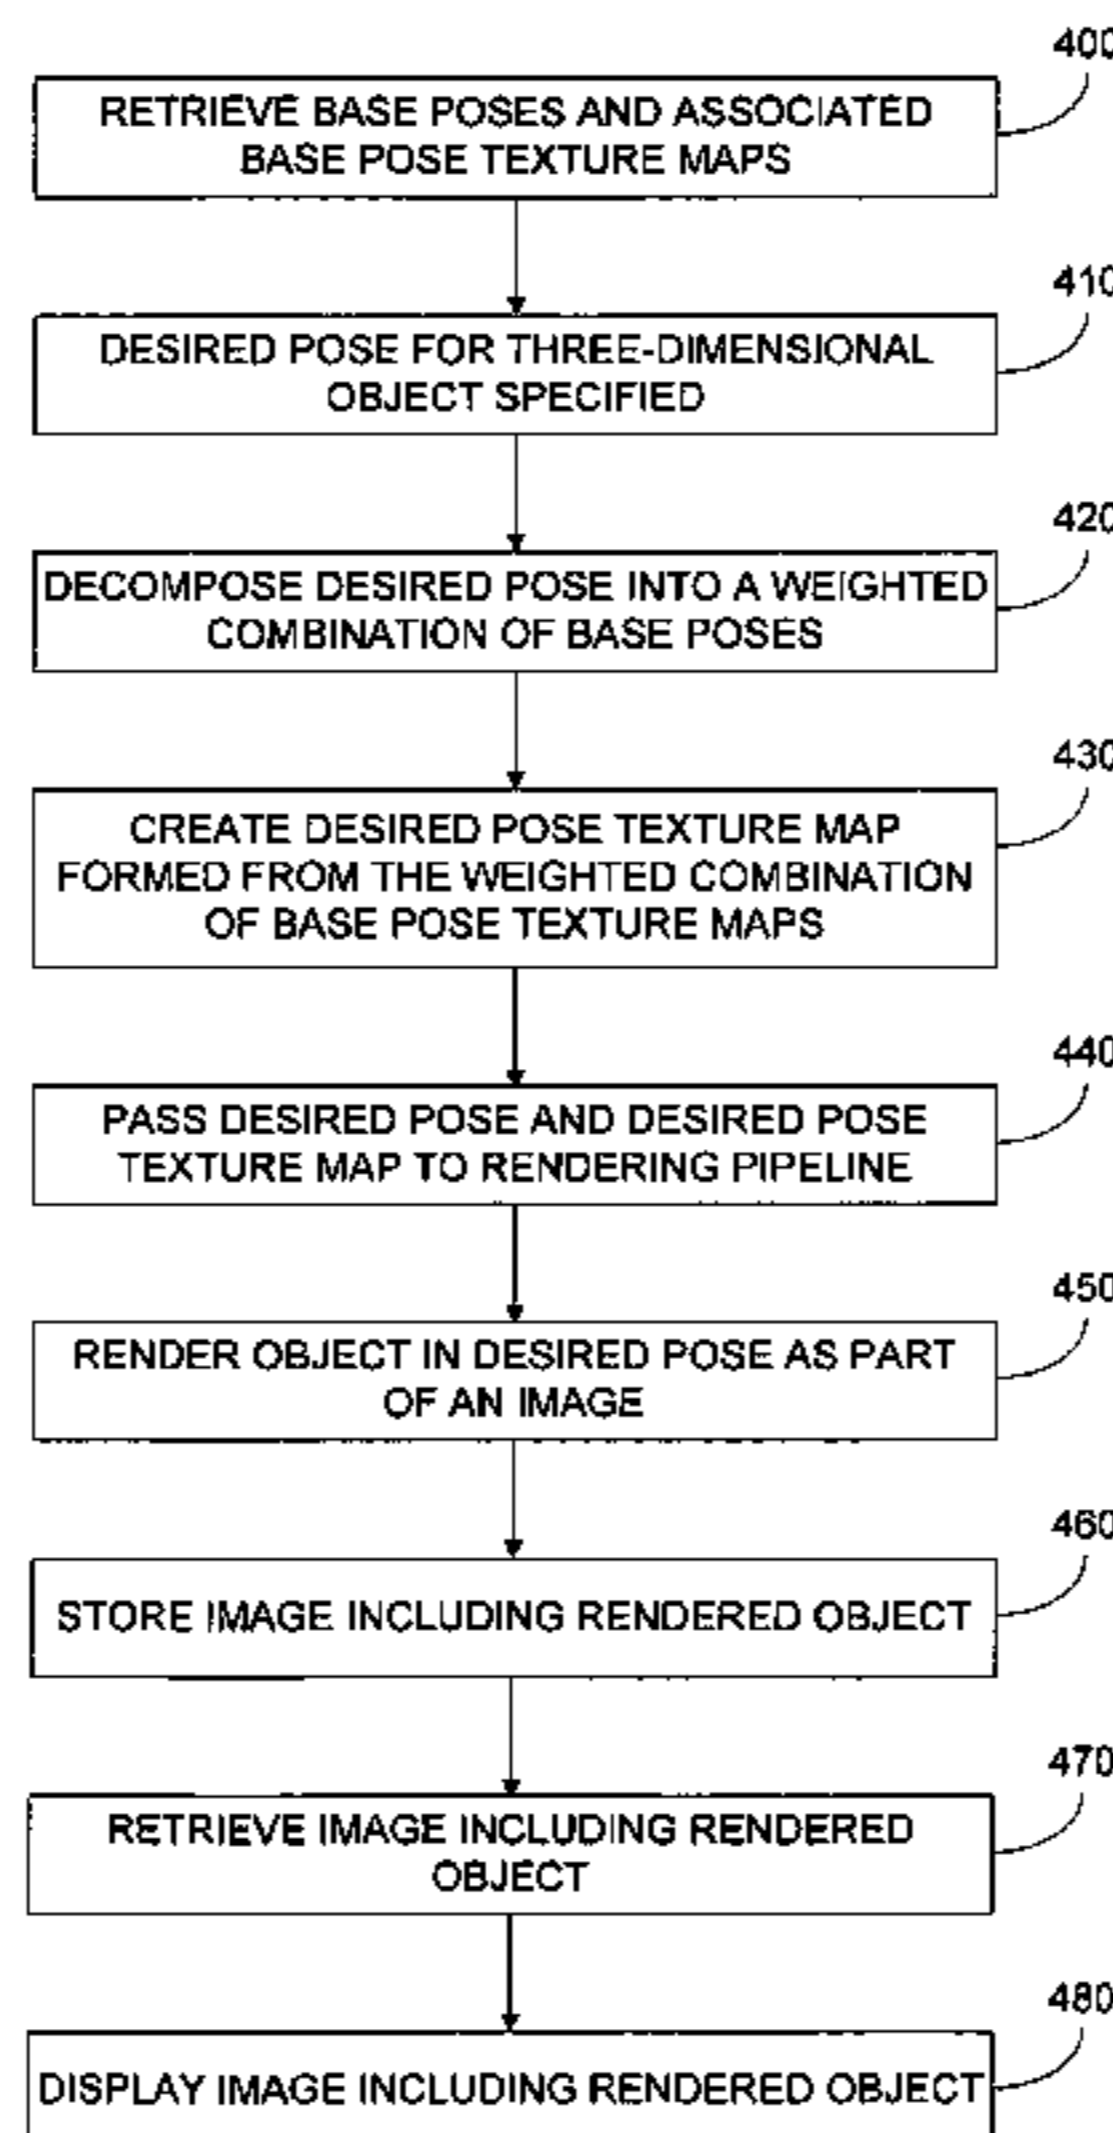 400
RETRIEVE BASE POSES AND ASSOCIATED
BASE POSE TEXTURE MAPS
410
DESIRED POSE FOR THREE-DIMENSIONAL
OBJECT SPECIFIED
420
DECOMPOSE DESIRED POSE INTO A WEIGHTED
COMBINATION OF BASE POSES
430
CREATE DESIRED POSE TEXTURE MAP
FORMED FROM THE WEIGHTED COMBINATION
OF BASE POSE TEXTURE MAPS
440
PASS DESIRED POSE AND DESIRED POSE
TEXTURE MAP TO RENDERING PIPELINE
450
RENDER OBJECT IN DESIRED POSE AS PART
OF AN IMAGE
460
STORE IMAGE INCLUDING RENDERED OBJECT
470
RETRIEVE IMAGE INCLUDING RENDERED
OBJECT
480
DISPLAY IMAGE INCLUDING RENDERED OBJECT